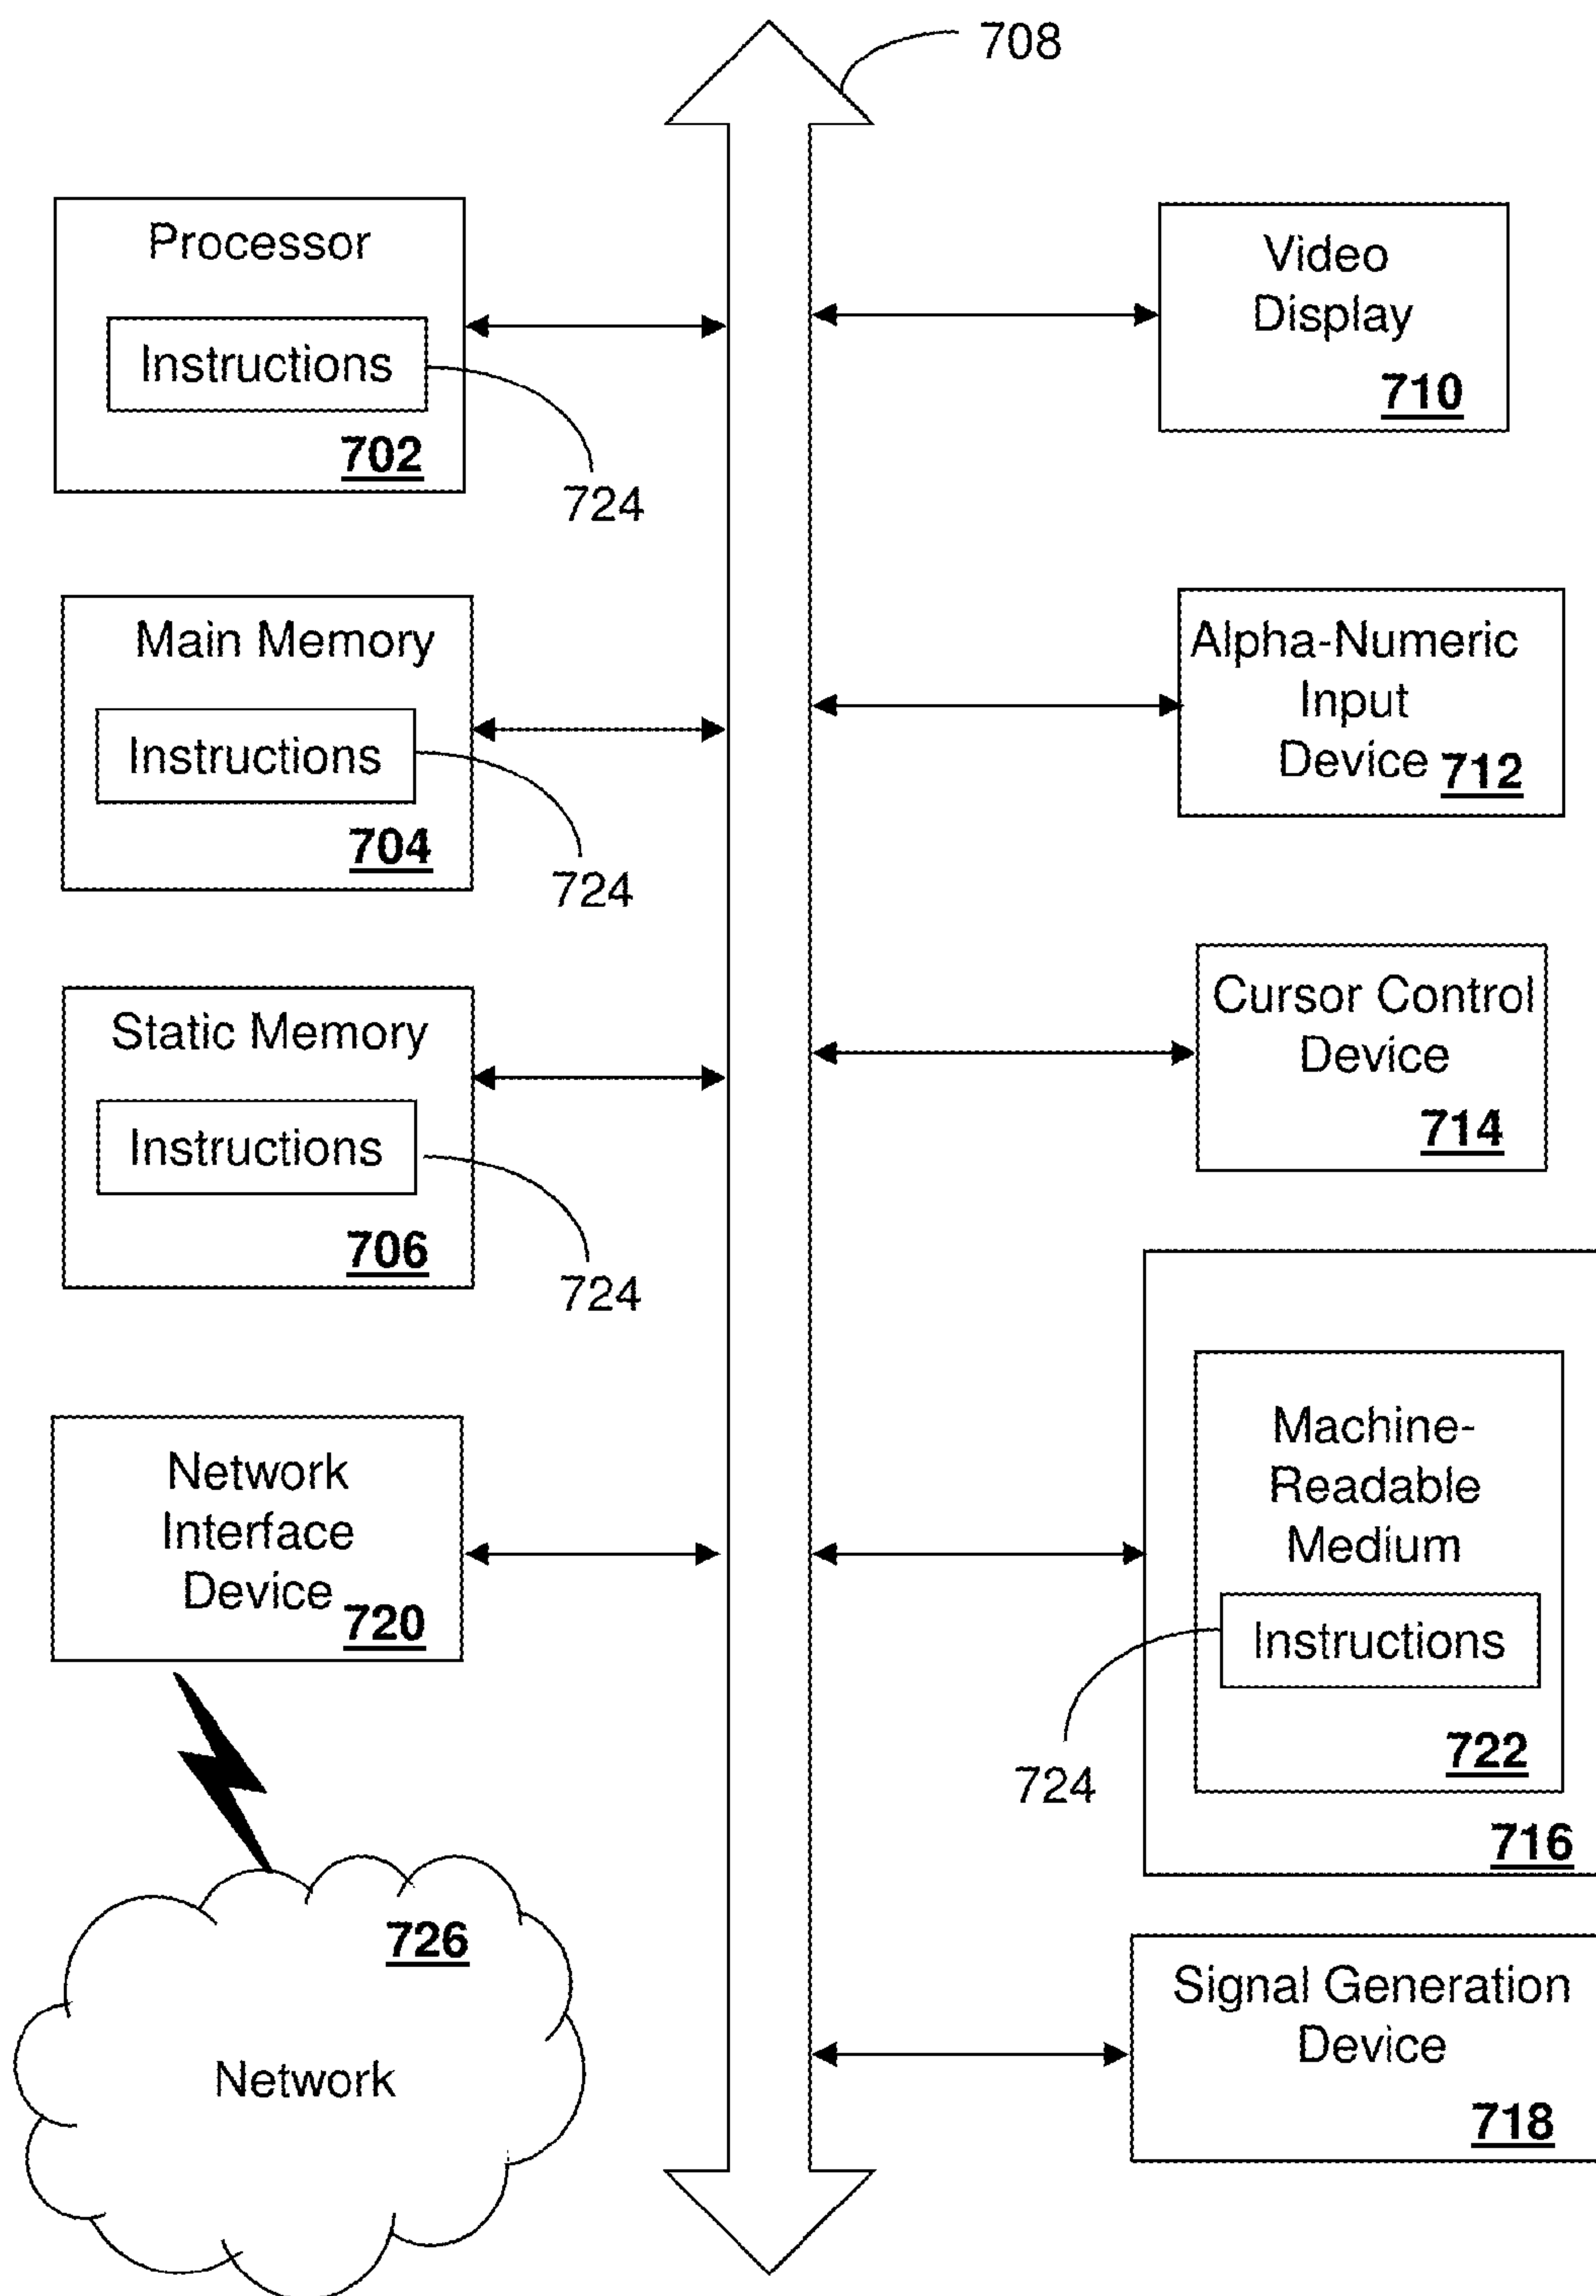 708
Processor
Instructions
702
724
Main Memory
Instructions
704
724
Static Memory
Instructions
706
724
Network
Interface
Device
720
726
Network
Video
Display
710
Alpha-Numeric
Input
Device
712
Cursor Control
Device
714
Machine-
Readable
Medium
Instructions
722
724
716
Signal Generation
Device
718